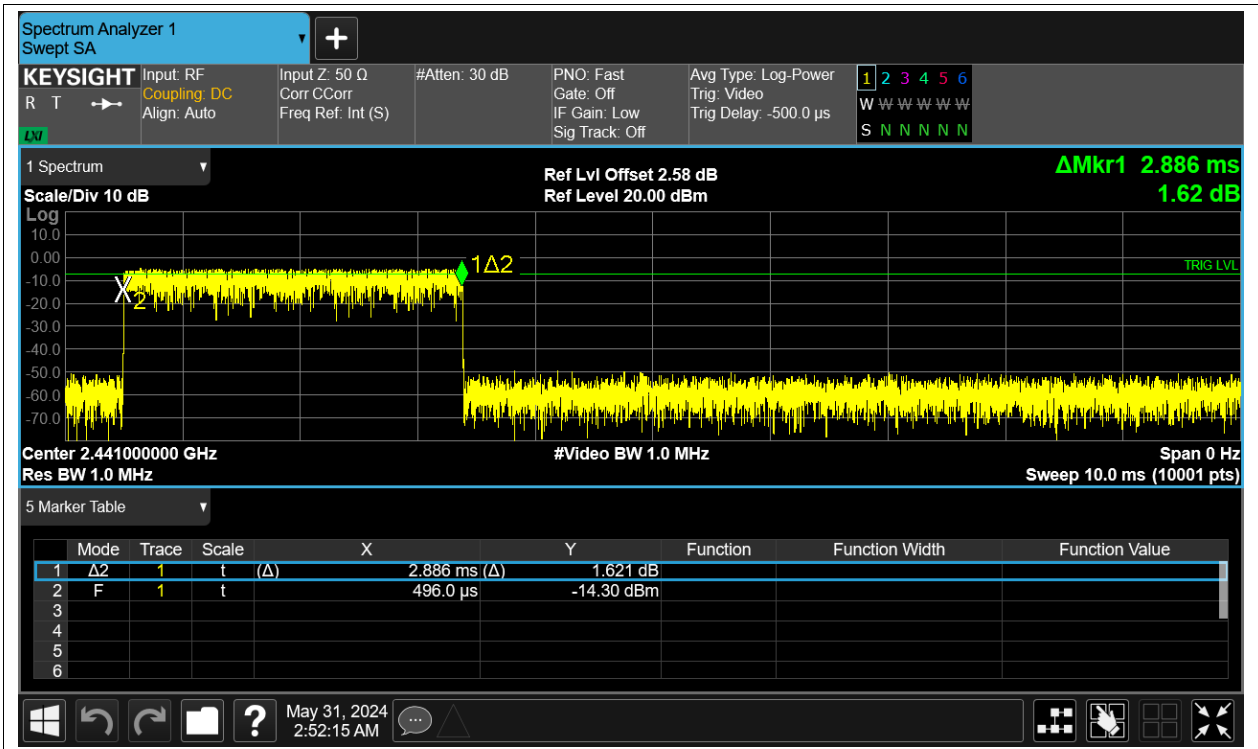 Spectrum Analyzer 1
Swept SA
KEYSIGHT Input: RF Input Z: 50 Ω #Atten: 30 dB PNO: Fast Avg Type: Log-Power 1 2 3 4 5 6
R T Coupling: DC Corr CCorr Gate: Off Trig: Video W W W W W W
Align: Auto Freq Ref: Int (S) IF Gain: Low Trig Delay: -500.0 µs
LXI Sig Track: Off S N N N N N
1 Spectrum
Ref Lvl Offset 2.58 dB ΔMkr1 2.886 ms
Scale/Div 10 dB Ref Level 20.00 dBm 1.62 dB
Log
10.0
0.00
1Δ2
TRIG LVL
-10.0
X2
-20.0
-30.0
-40.0
-50.0
-60.0
-70.0
Center 2.441000000 GHz #Video BW 1.0 MHz Span 0 Hz
Res BW 1.0 MHz Sweep 10.0 ms (10001 pts)
5 Marker Table
Mode Trace Scale X Y Function Function Width Function Value
1 Δ2 1 t (Δ) 2.886 ms (Δ) 1.621 dB
2 F 1 t 496.0 µs -14.30 dBm
3
4
5
6
? May 31, 2024
2:52:15 AM